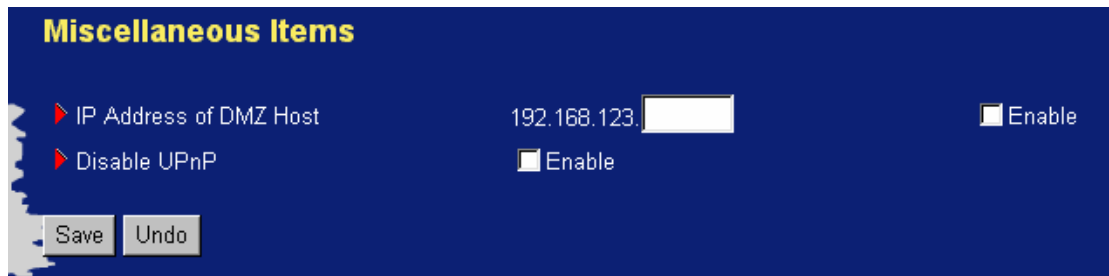 Miscellaneous Items
IP Address of DMZ Host 192.168.123. Enable
Disable UPnP Enable
Save Undo